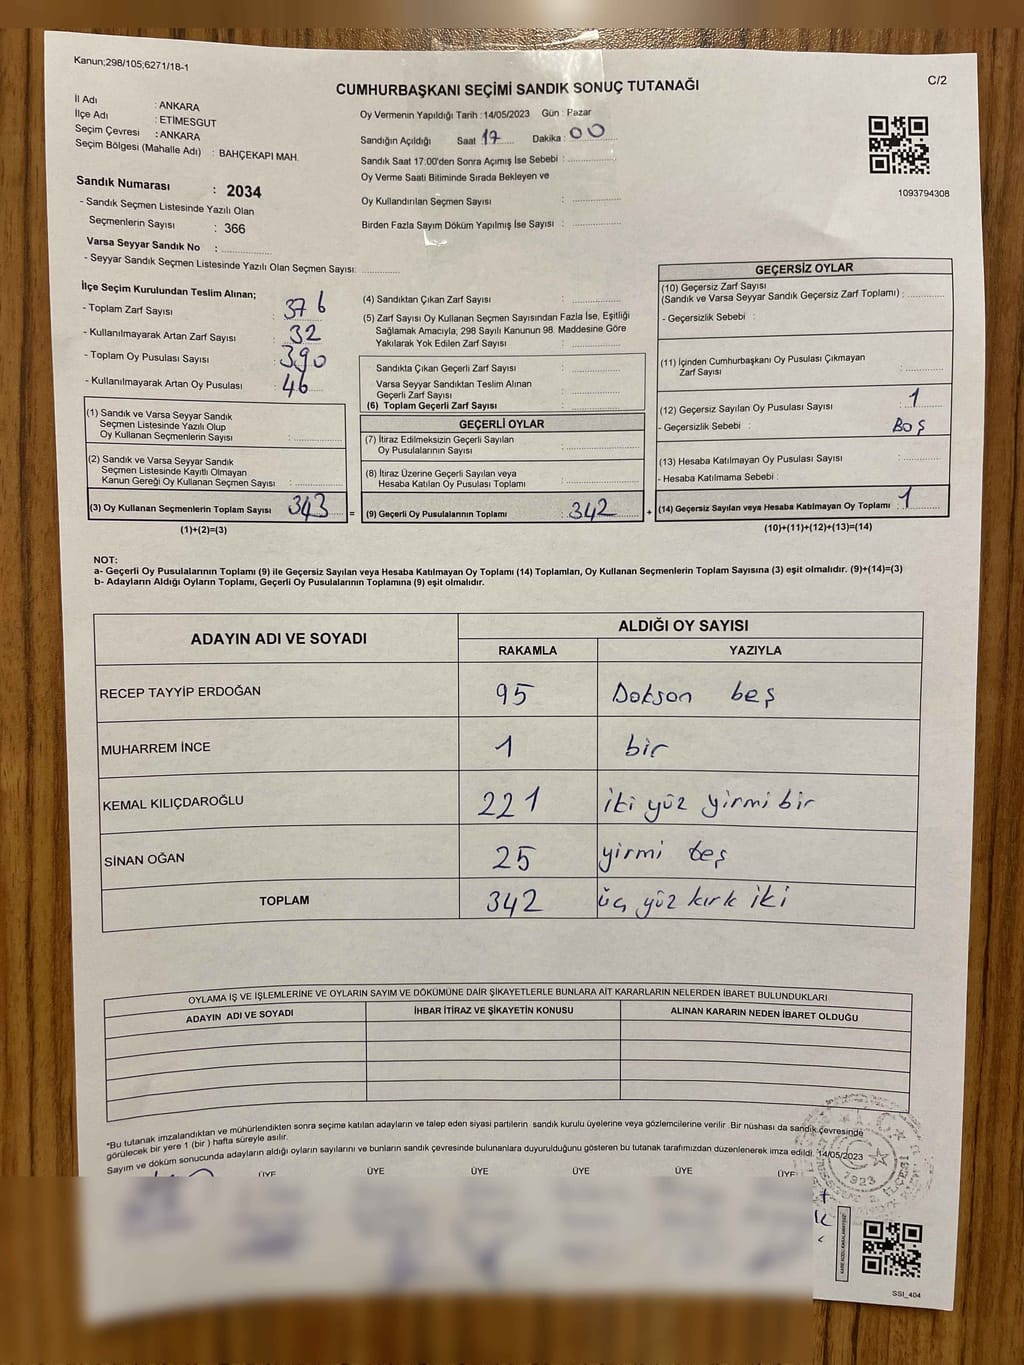 Kanun;298/105;6271/18-1
C/2
CUMHURBAŞKANI SEÇİMİ SANDIK SONUÇ TUTANAĞI
İl Adı : ANKARA
İlçe Adı : ETİMESGUT
Seçim Çevresi : ANKARA
Seçim Bölgesi (Mahalle Adı) : BAHÇEKAPI MAH.
Oy Vermenin Yapıldığı Tarih : 14/05/2023 Gün : Pazar
Sandığın Açıldığı Saat 17 Dakika : 00
Sandık Saat 17:00'den Sonra Açımış İse Sebebi :
Oy Verme Saati Bitiminde Sırada Bekleyen ve
Oy Kullandırılan Seçmen Sayısı :
Birden Fazla Sayım Döküm Yapılmış İse Sayısı :
1093794308
Sandık Numarası : 2034
- Sandık Seçmen Listesinde Yazılı Olan
Seçmenlerin Sayısı : 366
Varsa Seyyar Sandık No :
- Seyyar Sandık Seçmen Listesinde Yazılı Olan Seçmen Sayısı:
İlçe Seçim Kurulundan Teslim Alınan;
- Toplam Zarf Sayısı : 376
- Kullanılmayarak Artan Zarf Sayısı : 32
- Toplam Oy Pusulası Sayısı : 390
- Kullanılmayarak Artan Oy Pusulası : 46
(1) Sandık ve Varsa Seyyar Sandık
Seçmen Listesinde Yazılı Olup
Oy Kullanan Seçmenlerin Sayısı :
(2) Sandık ve Varsa Seyyar Sandık
Seçmen Listesinde Kayıtlı Olmayan
Kanun Gereği Oy Kullanan Seçmen Sayısı :
(3) Oy Kullanan Seçmenlerin Toplam Sayısı 343
(1)+(2)=(3)
(4) Sandıktan Çıkan Zarf Sayısı :
(5) Zarf Sayısı Oy Kullanan Seçmen Sayısından Fazla İse, Eşitliği
Sağlamak Amacıyla; 298 Sayılı Kanunun 98. Maddesine Göre
Yakılarak Yok Edilen Zarf Sayısı :
Sandıkta Çıkan Geçerli Zarf Sayısı :
Varsa Seyyar Sandıktan Teslim Alınan
Geçerli Zarf Sayısı :
(6) Toplam Geçerli Zarf Sayısı :
GEÇERLİ OYLAR
(7) İtiraz Edilmeksizin Geçerli Sayılan
Oy Pusulalarının Sayısı :
(8) İtiraz Üzerine Geçerli Sayılan veya
Hesaba Katılan Oy Pusulası Toplamı :
= (9) Geçerli Oy Pusulalarının Toplamı : 342 +
GEÇERSİZ OYLAR
(10) Geçersiz Zarf Sayısı
(Sandık ve Varsa Seyyar Sandık Geçersiz Zarf Toplamı) :
- Geçersizlik Sebebi :
(11) İçinden Cumhurbaşkanı Oy Pusulası Çıkmayan
Zarf Sayısı :
(12) Geçersiz Sayılan Oy Pusulası Sayısı : 1
- Geçersizlik Sebebi : BOŞ
(13) Hesaba Katılmayan Oy Pusulası Sayısı :
- Hesaba Katılmama Sebebi :
(14) Geçersiz Sayılan veya Hesaba Katılmayan Oy Toplamı : 1
(10)+(11)+(12)+(13)=(14)
NOT:
a- Geçerli Oy Pusulalarının Toplamı (9) ile Geçersiz Sayılan veya Hesaba Katılmayan Oy Toplamı (14) Toplamları, Oy Kullanan Seçmenlerin Toplam Sayısına (3) eşit olmalıdır. (9)+(14)=(3)
b- Adayların Aldığı Oyların Toplamı, Geçerli Oy Pusulalarının Toplamına (9) eşit olmalıdır.
ADAYIN ADI VE SOYADI
ALDIĞI OY SAYISI
RAKAMLA YAZIYLA
RECEP TAYYİP ERDOĞAN 95 Doksan beş
MUHARREM İNCE 1 bir
KEMAL KILIÇDAROĞLU 221 iki yüz yirmi bir
SİNAN OĞAN 25 yirmi beş
TOPLAM 342 üç yüz kırk iki
OYLAMA İŞ VE İŞLEMLERİNE VE OYLARIN SAYIM VE DÖKÜMÜNE DAİR ŞİKAYETLERLE BUNLARA AİT KARARLARIN NELERDEN İBARET BULUNDUKLARI
ADAYIN ADI VE SOYADI İHBAR İTİRAZ VE ŞİKAYETİN KONUSU ALINAN KARARIN NEDEN İBARET OLDUĞU
*Bu tutanak imzalandıktan ve mühürlendikten sonra seçime katılan adayların ve talep eden siyasi partilerin sandık kurulu üyelerine veya gözlemcilerine verilir. Bir nüshası da sandık çevresinde
görülecek bir yere 1 (bir ) hafta süreyle asılır.
Sayım ve döküm sonucunda adayların aldığı oyların sayılarını ve bunların sandık çevresinde bulunanlara duyurulduğunu gösteren bu tutanak tarafımızdan düzenlenerek imza edildi. 14/05/2023
ÜYE ÜYE ÜYE ÜYE ÜYE ÜYE
1923
SSI_404